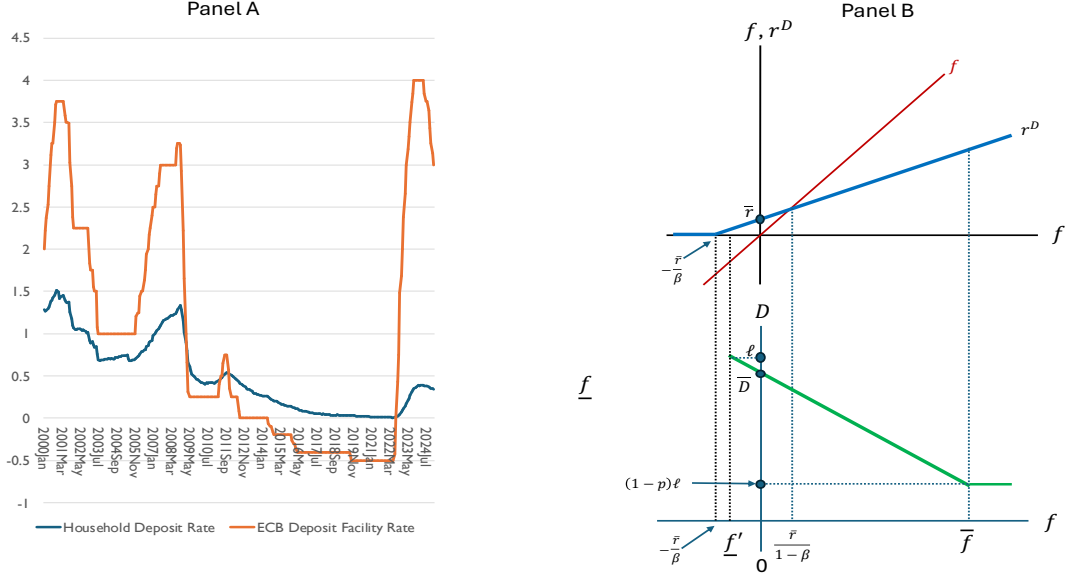 Panel A
4.5
4
3.5
3
2.5
2
1.5
1
0.5
0
-0.5
-1
2000Jan
2001Mar
2002May
2003Jul
2004Sep
2005Nov
2007Jan
2008Mar
2009May
2010Jul
2011Sep
2012Nov
2014Jan
2015Mar
2016May
2017Jul
2018Sep
2019Nov
2021Jan
2022Mar
2023May
2024Jul
Household Deposit Rate
ECB Deposit Facility Rate
Panel B
f, r^D
f
r^D
r̅
f
-r̅/β
D
ℓ
D̅
f̲
(1-p)ℓ
f
-r̅/β
f̲'
0
r̅/(1-β)
f̅